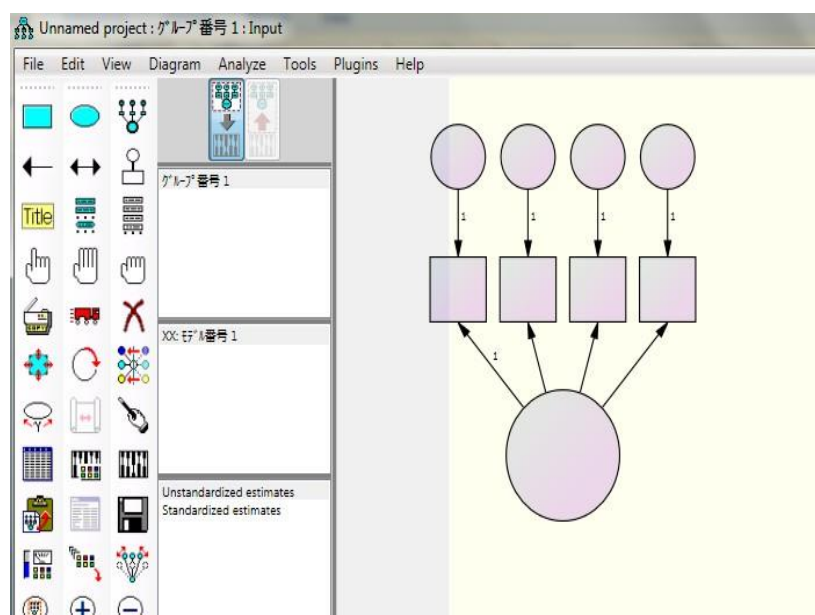 Unnamed project : ｸﾞﾙｰﾌﾟ番号 1 : Input
File Edit View Diagram Analyze Tools Plugins Help
Title
ｸﾞﾙｰﾌﾟ番号 1
XX: ﾓﾃﾞﾙ番号 1
Unstandardized estimates
Standardized estimates
1 1 1 1
1